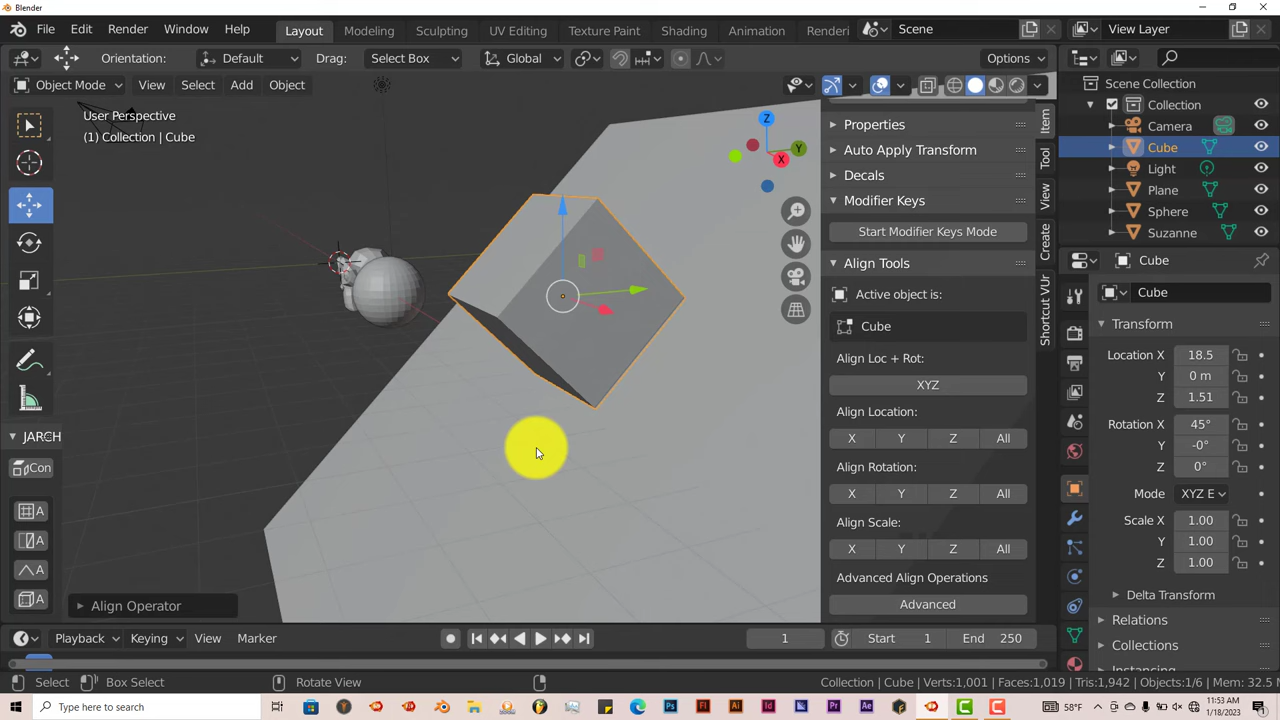 Blender
File Edit Render Window Help Layout Modeling Sculpting UV Editing Texture Paint Shading Animation Renderi Scene View Layer
Orientation: Default Drag: Select Box Global Options
Object Mode View Select Add Object
User Perspective
(1) Collection | Cube
Z
Y
X
JARCH
Con
A
A
A
A
Align Operator
Properties
Auto Apply Transform
Decals
Modifier Keys
Start Modifier Keys Mode
Align Tools
Active object is:
Cube
Align Loc + Rot:
XYZ
Align Location:
X Y Z All
Align Rotation:
X Y Z All
Align Scale:
X Y Z All
Advanced Align Operations
Advanced
Item
Tool
View
Create
Shortcut VUr
Scene Collection
Collection
Camera
Cube
Light
Plane
Sphere
Suzanne
Cube
Cube
Transform
Location X 18.5
Y 0 m
Z 1.51
Rotation X 45°
Y -0°
Z 0°
Mode XYZ E
Scale X 1.00
Y 1.00
Z 1.00
Delta Transform
Relations
Collections
Instancing
Playback Keying View Marker 1 Start 1 End 250
Select Box Select Rotate View Collection | Cube | Verts:1,001 | Faces:1,019 | Tris:1,942 | Objects:1/6 | Mem: 32.5 M
Type here to search 58°F 11:53 AM
1/18/2023